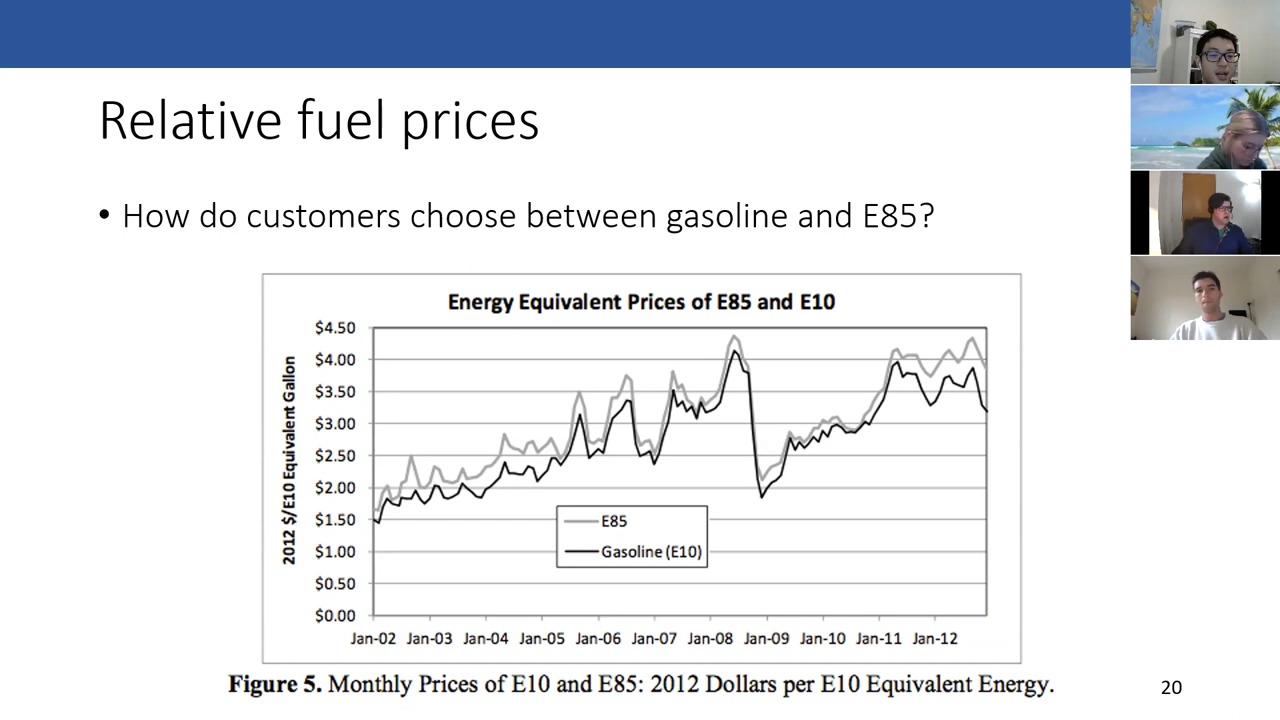 Relative fuel prices
• How do customers choose between gasoline and E85?
Energy Equivalent Prices of E85 and E10
2012 $/E10 Equivalent Gallon
$4.50
$4.00
$3.50
$3.00
$2.50
$2.00
$1.50
$1.00
$0.50
$0.00
E85
Gasoline (E10)
Jan-02 Jan-03 Jan-04 Jan-05 Jan-06 Jan-07 Jan-08 Jan-09 Jan-10 Jan-11 Jan-12
Figure 5. Monthly Prices of E10 and E85: 2012 Dollars per E10 Equivalent Energy.
20